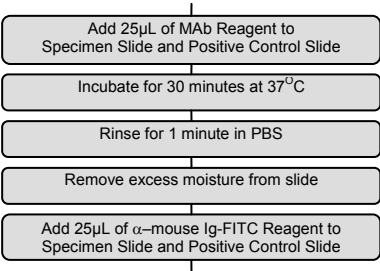 Add 25µL of MAb Reagent to
Specimen Slide and Positive Control Slide
Incubate for 30 minutes at 37⁰C
Rinse for 1 minute in PBS
Remove excess moisture from slide
Add 25µL of α–mouse Ig-FITC Reagent to
Specimen Slide and Positive Control Slide